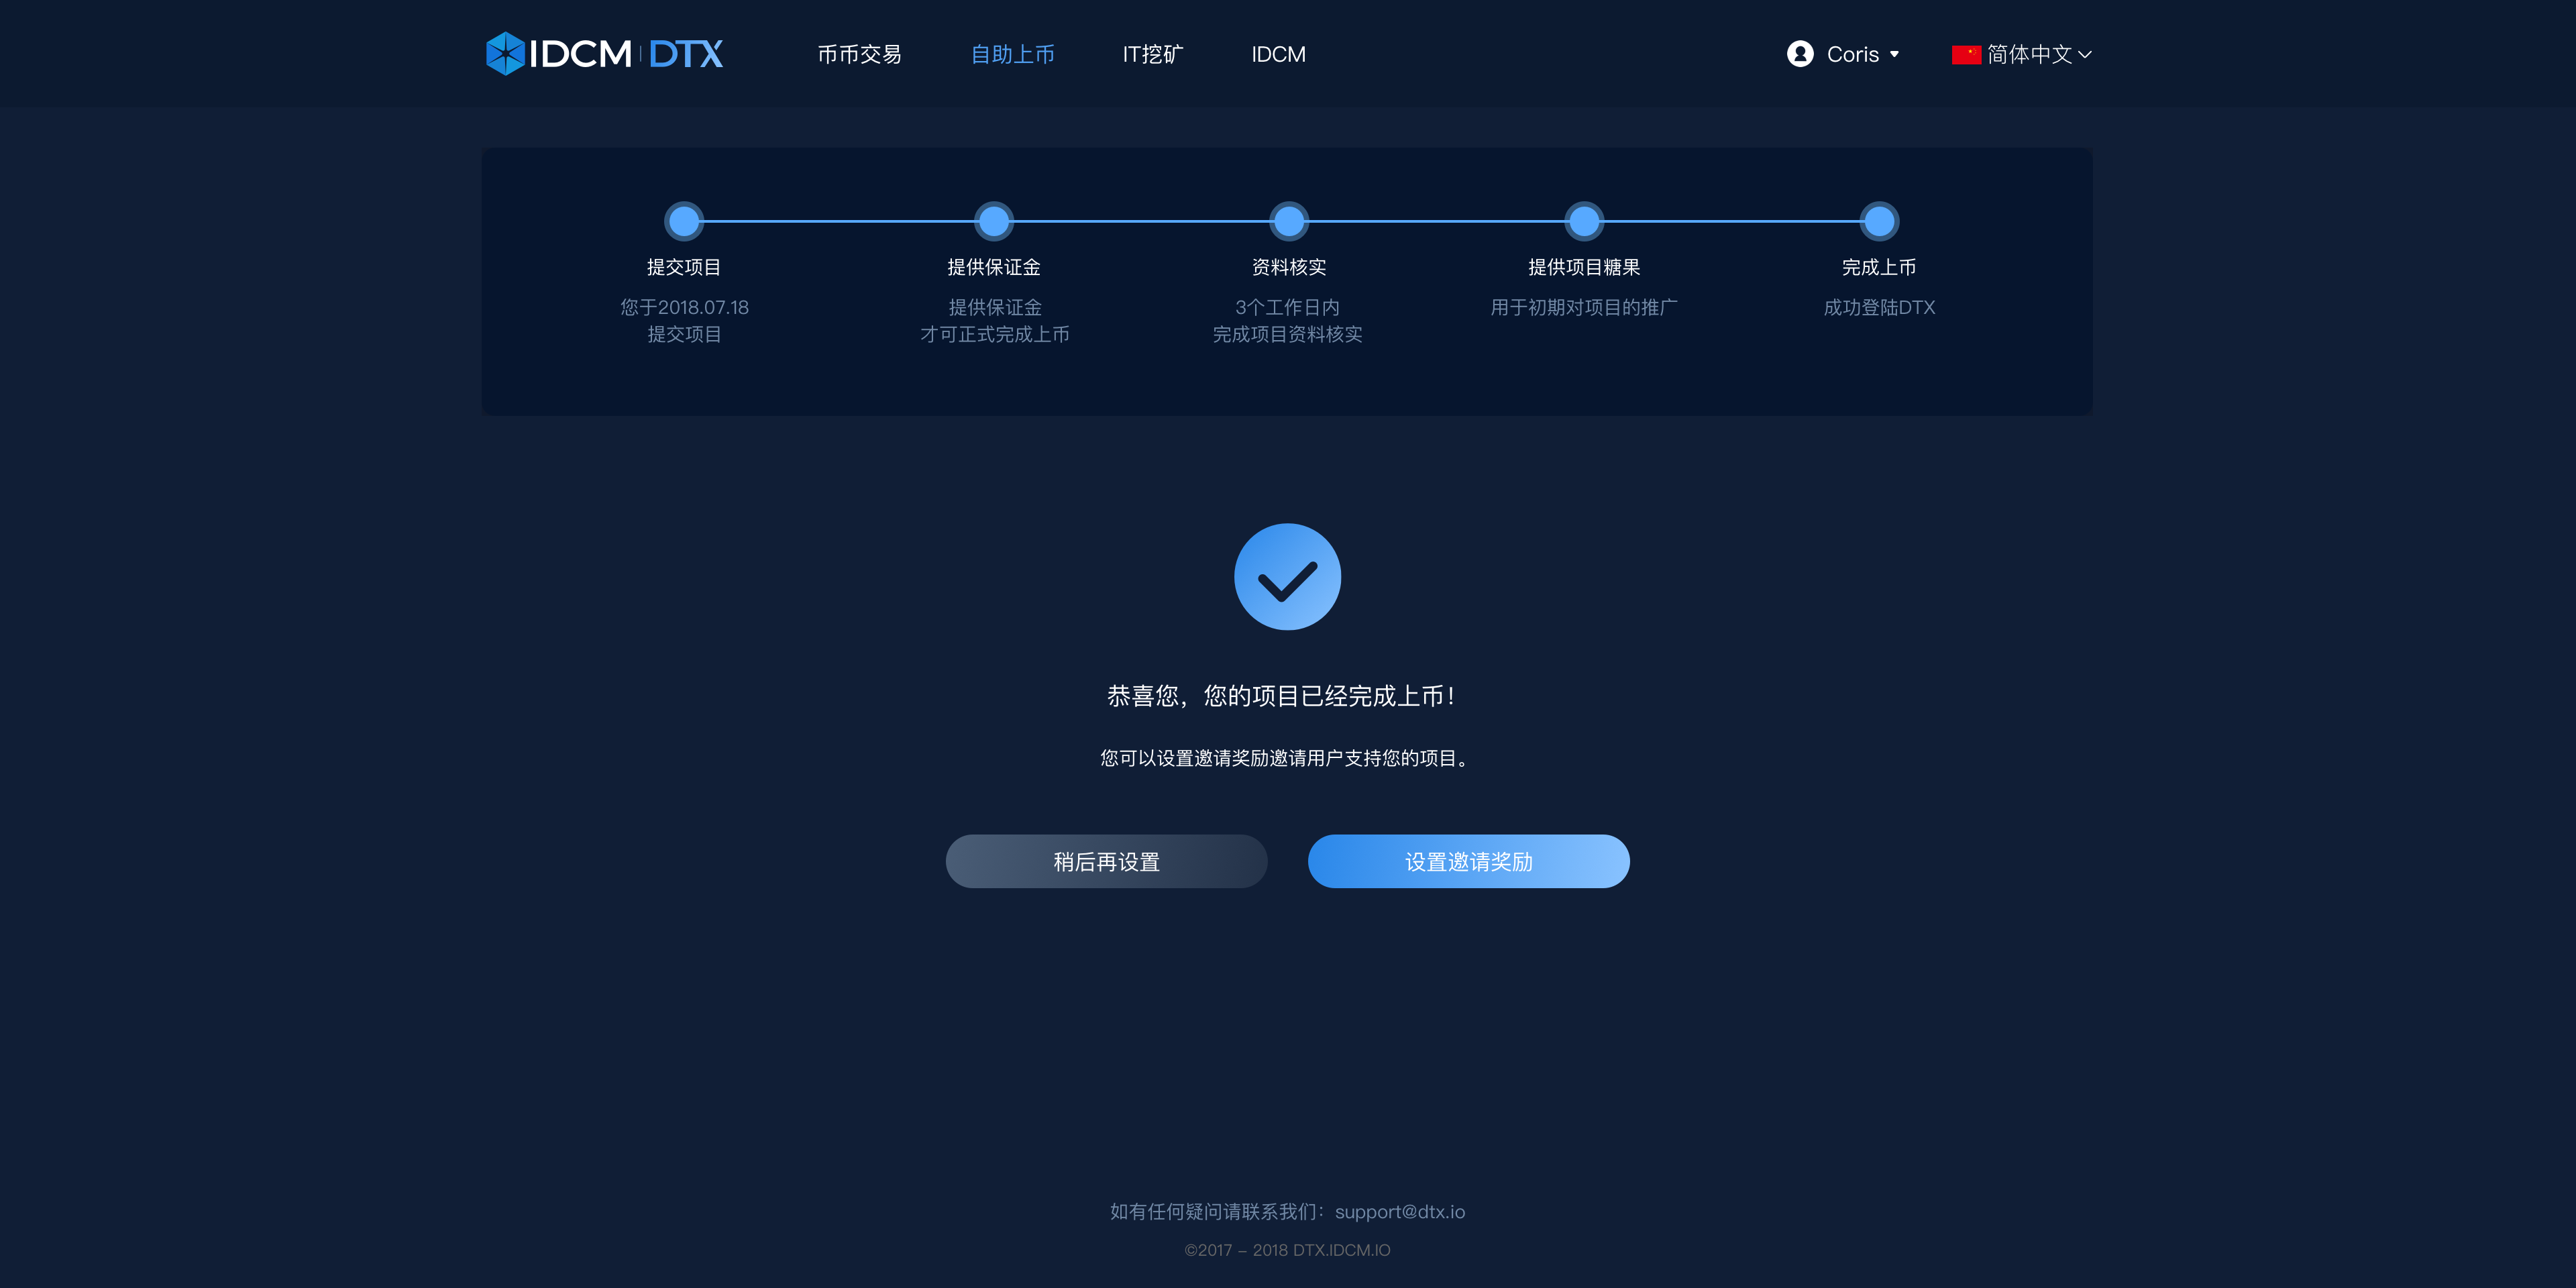 IDCM | DTX
币币交易
自助上币
IT挖矿
IDCM
Coris
简体中文
提交项目
您于2018.07.18
提交项目
提供保证金
提供保证金
才可正式完成上币
资料核实
3个工作日内
完成项目资料核实
提供项目糖果
用于初期对项目的推广
完成上币
成功登陆DTX
恭喜您，您的项目已经完成上币！
您可以设置邀请奖励邀请用户支持您的项目。
稍后再设置
设置邀请奖励
如有任何疑问请联系我们：support@dtx.io
©2017 – 2018 DTX.IDCM.IO